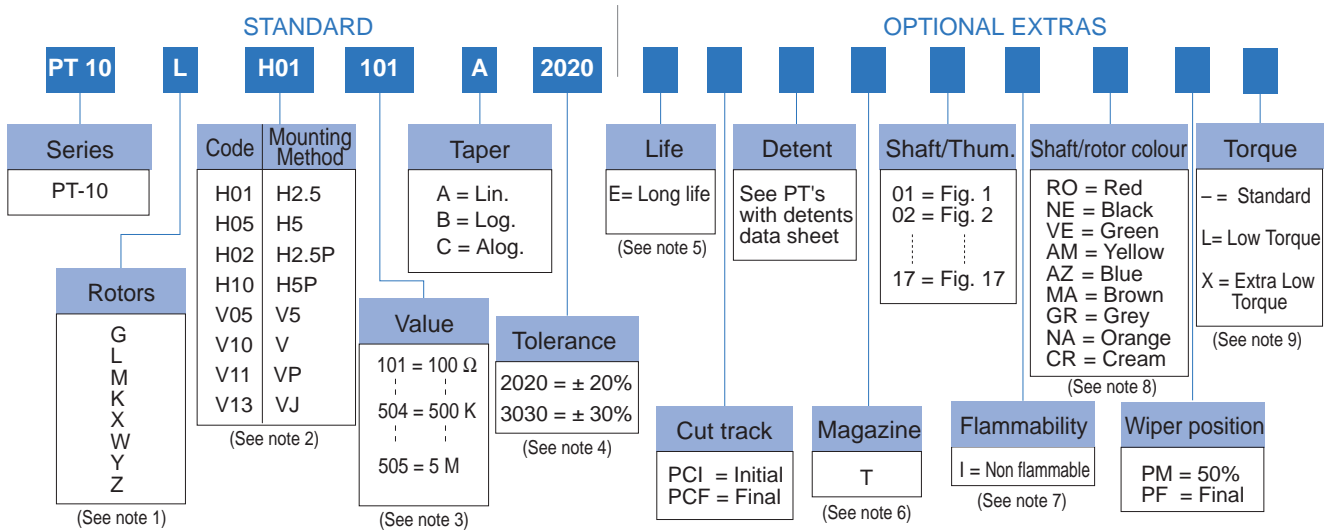 STANDARD
OPTIONAL EXTRAS
PT 10 L H01 101 A 2020
Series
PT-10
Rotors
G
L
M
K
X
W
Y
Z
(See note 1)
Code Mounting Method
H01 H2.5
H05 H5
H02 H2.5P
H10 H5P
V05 V5
V10 V
V11 VP
V13 VJ
(See note 2)
Value
101 = 100 Ω
504 = 500 K
505 = 5 M
(See note 3)
Taper
A = Lin.
B = Log.
C = Alog.
Tolerance
2020 = ± 20%
3030 = ± 30%
(See note 4)
Life
E= Long life
(See note 5)
Cut track
PCI = Initial
PCF = Final
Detent
See PT's
with detents
data sheet
Magazine
T
(See note 6)
Shaft/Thum.
01 = Fig. 1
02 = Fig. 2
17 = Fig. 17
Flammability
I = Non flammable
(See note 7)
Shaft/rotor colour
RO = Red
NE = Black
VE = Green
AM = Yellow
AZ = Blue
MA = Brown
GR = Grey
NA = Orange
CR = Cream
(See note 8)
Wiper position
PM = 50%
PF = Final
Torque
– = Standard
L= Low Torque
X = Extra Low
Torque
(See note 9)